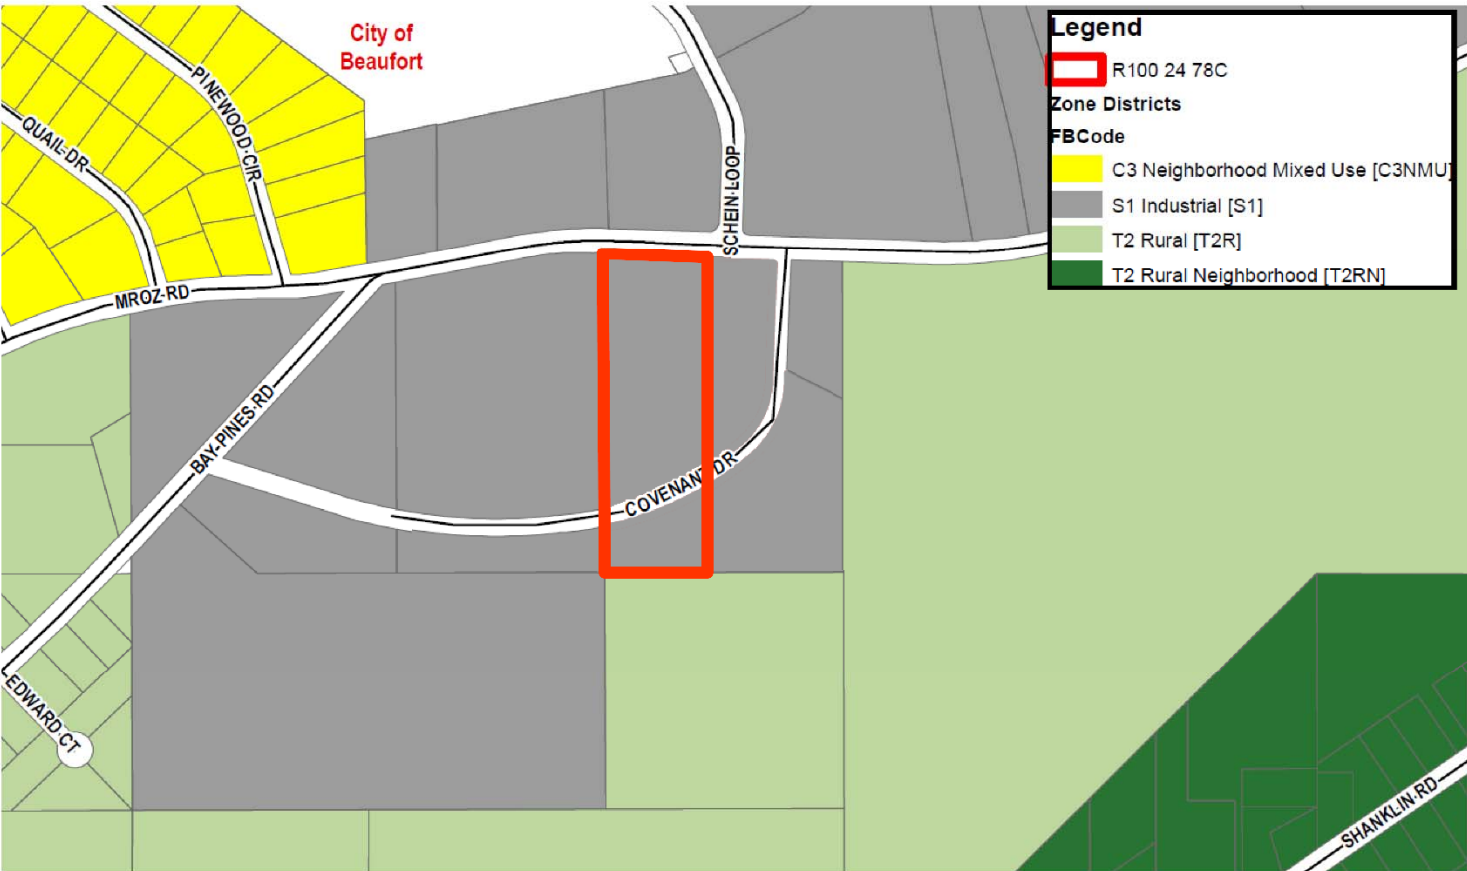 City of
Beaufort
Legend
R100 24 78C
Zone Districts
FBCode
C3 Neighborhood Mixed Use [C3NMU]
S1 Industrial [S1]
T2 Rural [T2R]
T2 Rural Neighborhood [T2RN]
PINEWOOD CIR
QUAIL DR
SCHEIN LOOP
MROZ RD
BAY PINES RD
COVENANT DR
EDWARD CT
SHANKLIN RD